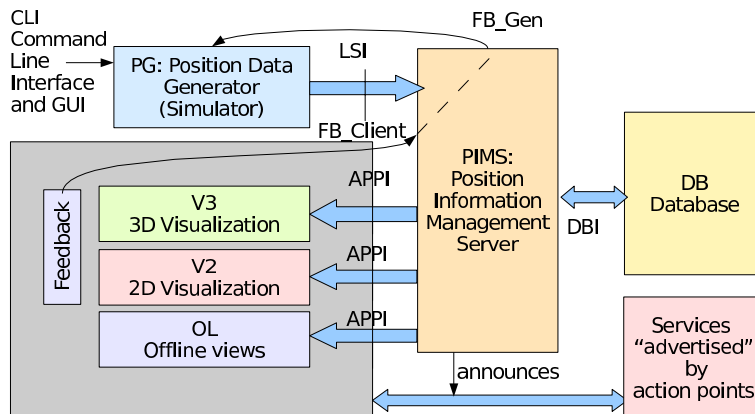 CLI
Command
Line
Interface
and GUI
PG: Position Data
Generator
(Simulator)
LSI
FB_Gen
FB_Client
PIMS:
Position
Information
Management
Server
DBI
DB
Database
Feedback
V3
3D Visualization
APPI
V2
2D Visualization
APPI
OL
Offline views
APPI
announces
Services
“advertised”
by
action points